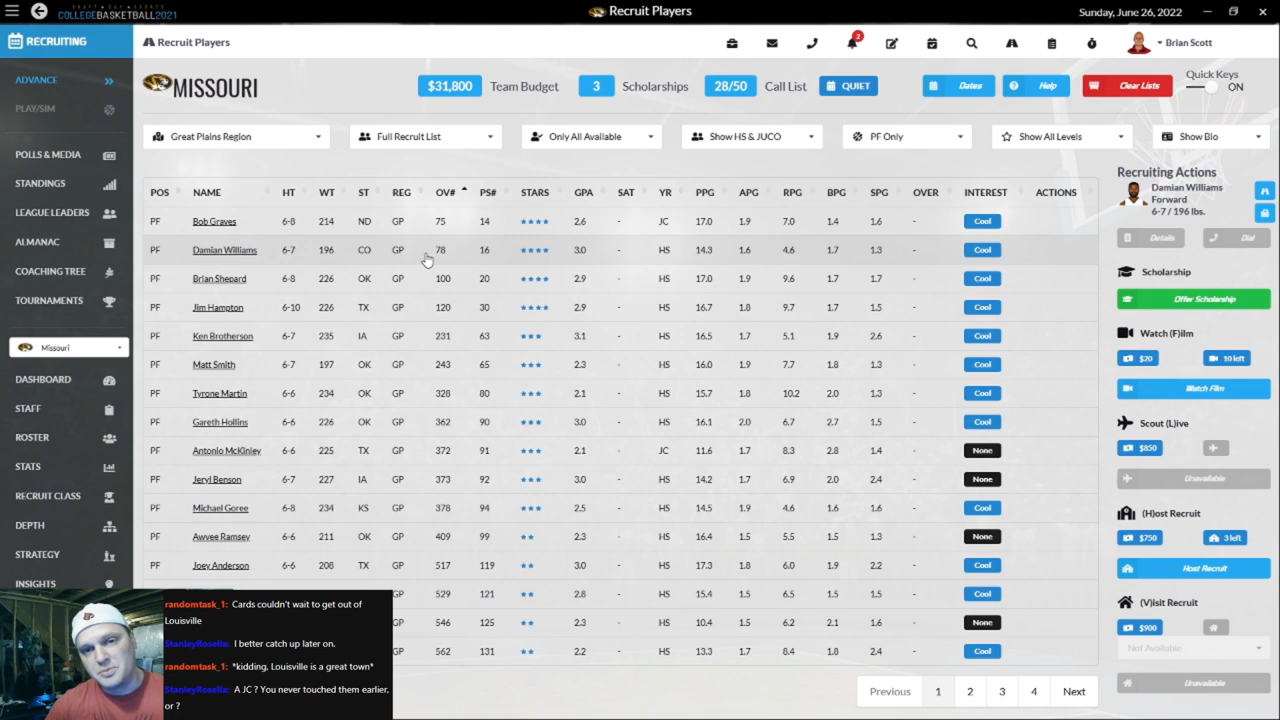 DRAFT DAY SPORTS
COLLEGEBASKETBALL2021
Recruit Players
Sunday, June 26, 2022
RECRUITING
Recruit Players
2
Brian Scott
ADVANCE
PLAY/SIM
POLLS & MEDIA
STANDINGS
LEAGUE LEADERS
ALMANAC
COACHING TREE
TOURNAMENTS
Missouri
DASHBOARD
STAFF
ROSTER
STATS
RECRUIT CLASS
DEPTH
STRATEGY
INSIGHTS
MISSOURI
$31,800 Team Budget 3 Scholarships 28/50 Call List QUIET Dates Help Clear Lists
Quick Keys
ON
Great Plains Region Full Recruit List Only All Available Show HS & JUCO PF Only Show All Levels Show Bio
POS NAME HT WT ST REG OV# PS# STARS GPA SAT YR PPG APG RPG BPG SPG OVER INTEREST ACTIONS
PF Bob Graves 6-8 214 ND GP 75 14 2.6 - JC 17.0 1.9 7.0 1.4 1.6 - Cool
PF Damian Williams 6-7 196 CO GP 78 16 3.0 - HS 14.3 1.6 4.6 1.7 1.3 - Cool
PF Brian Shepard 6-8 226 OK GP 100 20 2.9 - HS 17.0 1.9 9.6 1.7 1.7 - Cool
PF Jim Hampton 6-10 226 TX GP 120 30 2.9 - HS 16.7 1.8 9.7 1.7 1.5 - Cool
PF Ken Brotherson 6-7 235 IA GP 231 63 3.1 - HS 16.5 1.7 5.1 1.9 2.6 - Cool
PF Matt Smith 6-7 197 OK GP 243 65 2.3 - HS 16.0 1.9 7.7 1.8 1.3 - Cool
PF Tyrone Martin 6-6 234 OK GP 328 80 2.1 - HS 15.7 1.8 10.2 2.0 1.3 - Cool
PF Gareth Hollins 6-6 226 OK GP 362 90 3.0 - HS 16.1 2.0 6.7 2.7 1.5 - Cool
PF Antonio McKinley 6-6 225 TX GP 372 91 2.1 - JC 11.6 1.7 8.3 2.8 1.4 - None
PF Jeryl Benson 6-7 227 IA GP 373 92 2.1 - HS 14.2 1.7 6.9 2.0 2.4 - None
PF Michael Goree 6-8 234 KS GP 378 94 2.5 - HS 14.5 1.9 4.6 1.6 1.6 - Cool
PF Awvee Ramsey 6-6 211 OK GP 409 99 2.3 - HS 16.4 1.5 5.5 1.5 1.3 - None
PF Joey Anderson 6-6 208 TX GP 517 119 3.0 - HS 17.3 1.8 6.0 1.9 2.2 - Cool
529 121 2.8 - HS 15.4 1.5 6.5 1.5 1.5 - Cool
546 125 2.3 - HS 10.4 1.5 6.2 2.1 1.6 - None
562 131 2.2 - HS 13.3 1.7 8.4 1.8 2.4 - Cool
Previous 1 2 3 4 Next
Recruiting Actions
Damian Williams
Forward
6-7 / 196 lbs.
Details Dial
Scholarship
Offer Scholarship
Watch (F)ilm
$20 10 left
Watch Film
Scout (L)ive
$850
Unavailable
(H)ost Recruit
$750 3 left
Host Recruit
(V)isit Recruit
$900
Not Available
Unavailable
randomtask_1: Cards couldn't wait to get out of
Louisville
StanleyRosella: I better catch up later on.
randomtask_1: *kidding, Louisville is a great town*
StanleyRosella: A JC ? You never touched them earlier,
or ?